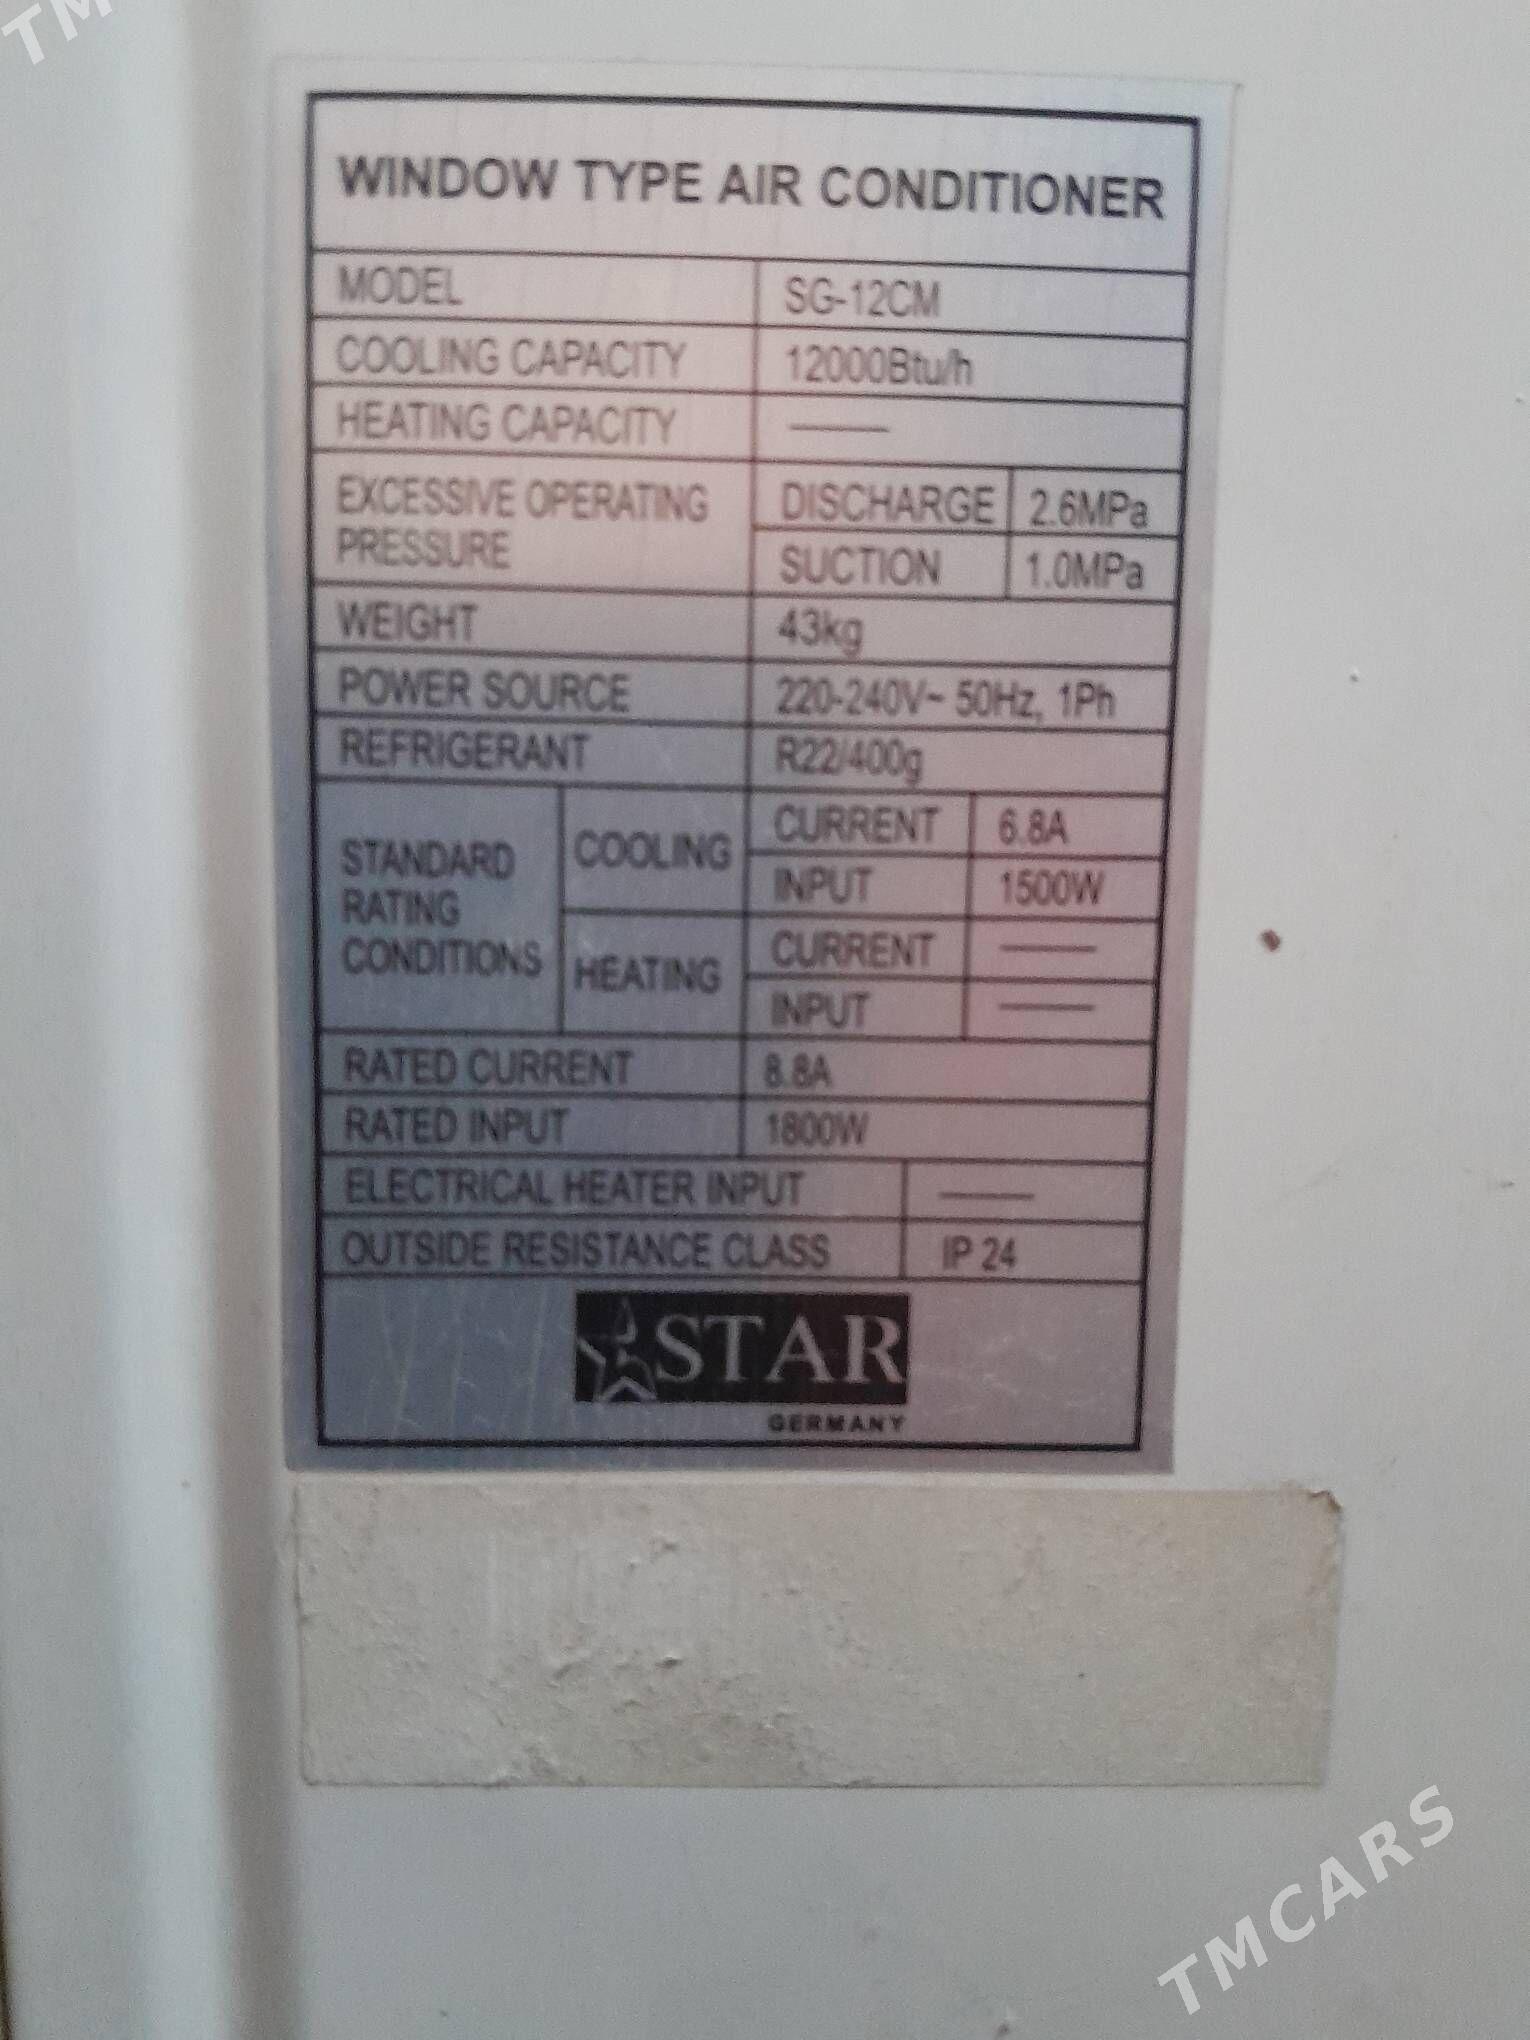 TM
WINDOW TYPE AIR CONDITIONER
MODEL SG-12CM
COOLING CAPACITY 12000Btu/h
HEATING CAPACITY ——
EXCESSIVE OPERATING PRESSURE DISCHARGE 2.6MPa
SUCTION 1.0MPa
WEIGHT 43kg
POWER SOURCE 220-240V~ 50Hz, 1Ph
REFRIGERANT R22/400g
STANDARD RATING CONDITIONS COOLING CURRENT 6.8A
INPUT 1500W
HEATING CURRENT ——
INPUT ——
RATED CURRENT 8.8A
RATED INPUT 1800W
ELECTRICAL HEATER INPUT ——
OUTSIDE RESISTANCE CLASS IP 24
STAR
GERMANY
TMCARS